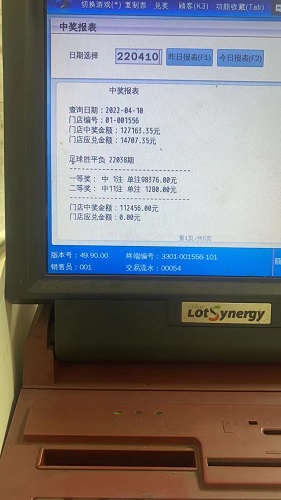 切换游戏(*) 复制票 兑奖 顾客(K3) 功能收藏(Tab)
中奖报表
日期选择 220410 昨日报表(F1) 今日报表(F2)
中奖报表
查询日期：2022-04-10
门店编号：01-001556
门店中奖金额：127163.35元
门店应兑金额：14707.35元
足球胜平负 22038期
一等奖： 中 1注 单注98376.00元
二等奖： 中11注 单注 1280.00元
门店中奖金额：112456.00元
门店应兑金额：0.00元
第1页/共6页
版本号：49.90.00 终端编号：3301-001556-101
销售员：001 交易流水：00054
LotSynergy